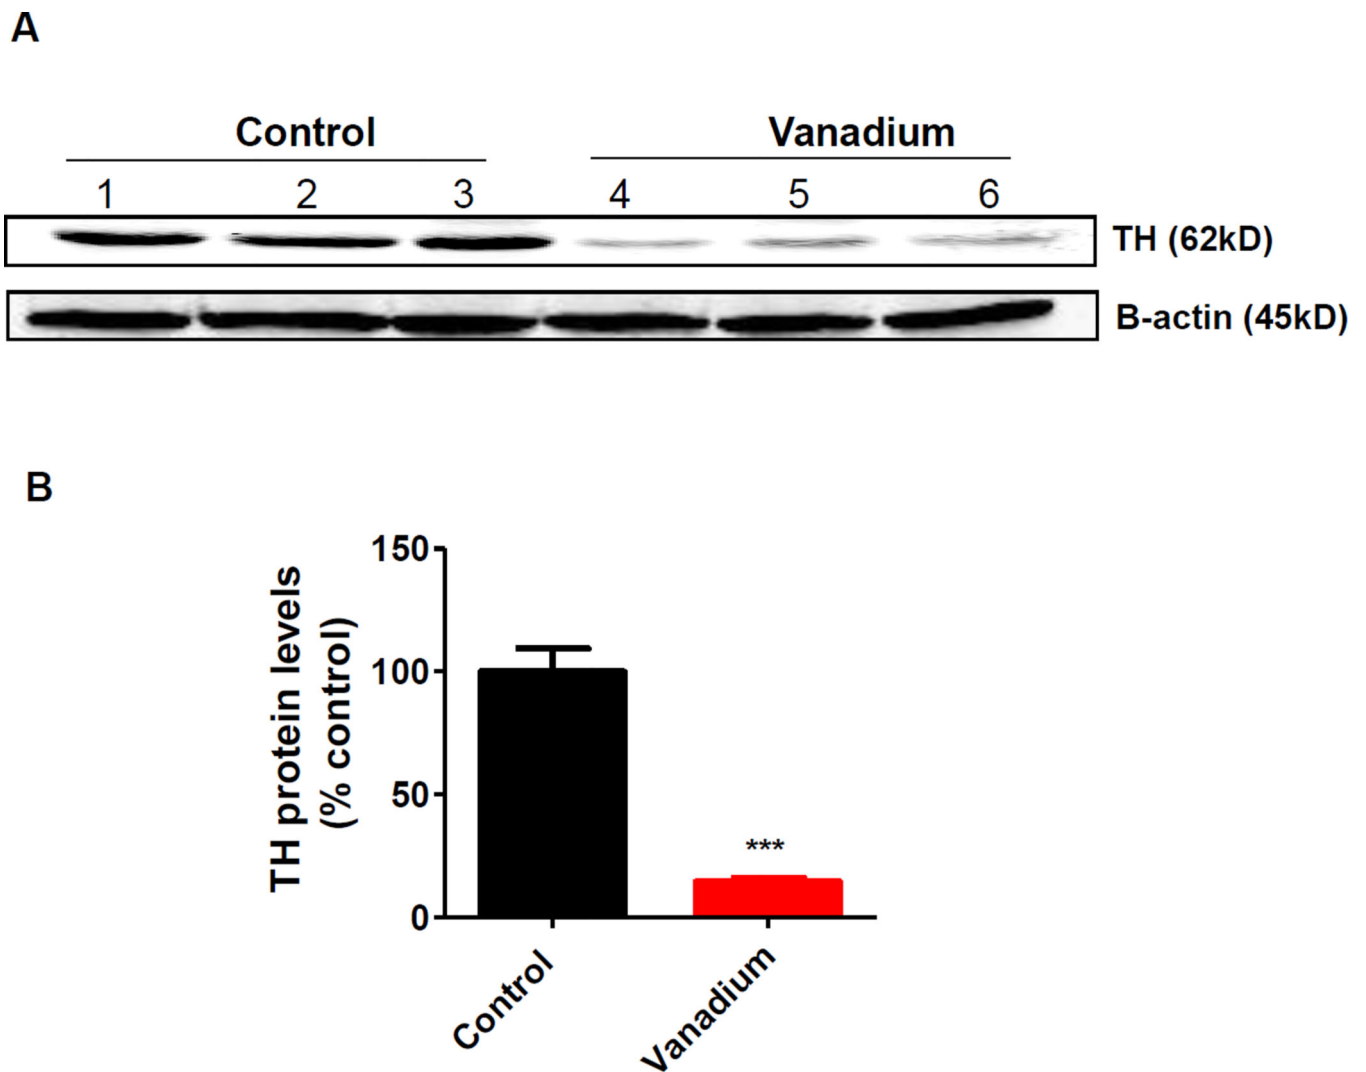 A
Control Vanadium
1 2 3 4 5 6
TH (62kD)
B-actin (45kD)
B
TH protein levels
(% control)
150
100
50
0
***
Control
Vanadium